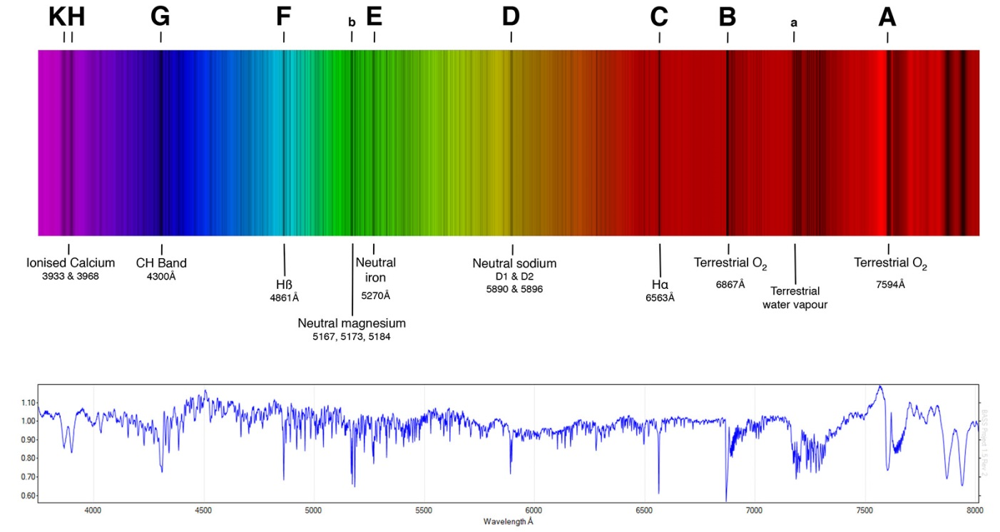 K H G F b E D C B a A
Ionised Calcium
3933 & 3968
CH Band
4300Å
Hß
4861Å
Neutral magnesium
5167, 5173, 5184
Neutral
iron
5270Å
Neutral sodium
D1 & D2
5890 & 5896
Hα
6563Å
Terrestrial O2
6867Å
Terrestrial
water vapour
Terrestrial O2
7594Å
1.10
1.00
0.90
0.80
0.70
0.60
4000 4500 5000 5500 6000 6500 7000 7500 8000
Wavelength Å